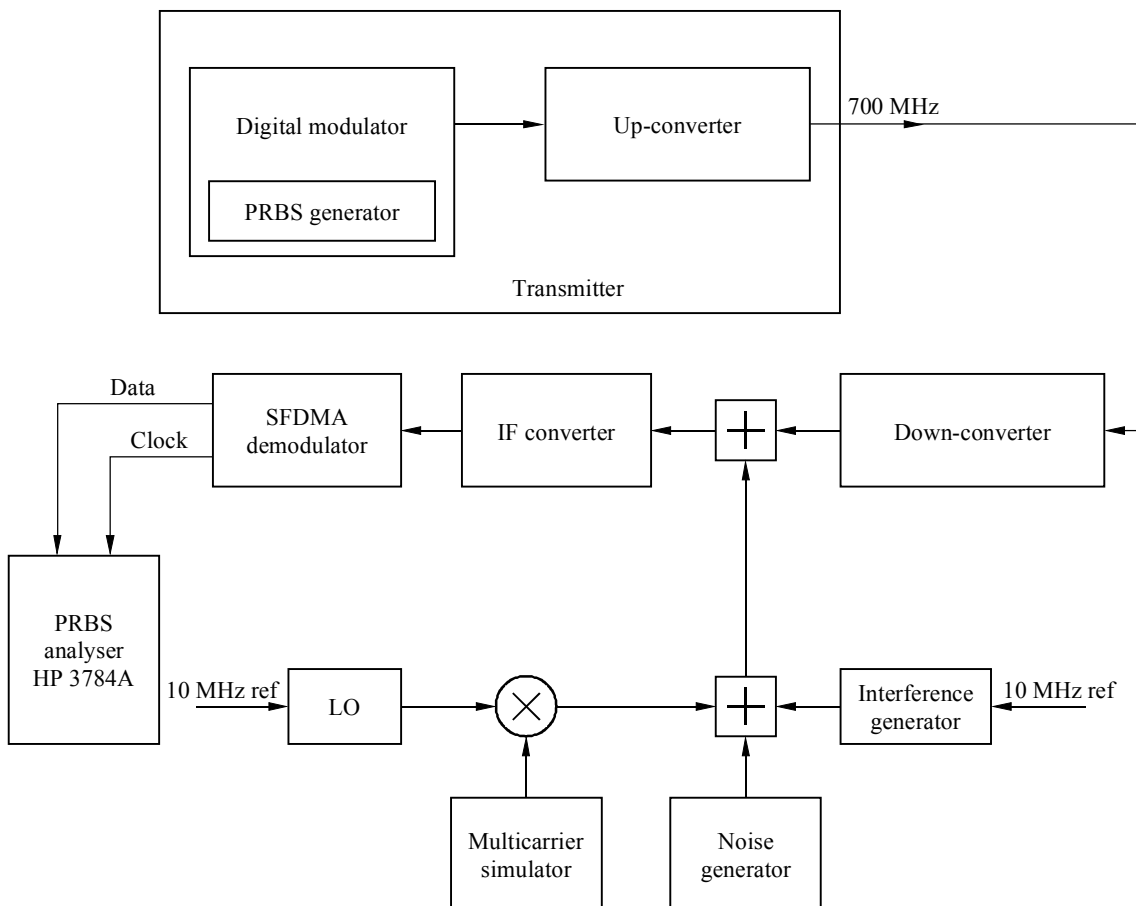 Digital modulator
PRBS generator
Up-converter
Transmitter
700 MHz
Data
Clock
SFDMA
demodulator
IF converter
Down-converter
PRBS
analyser
HP 3784A
10 MHz ref
LO
Interference
generator
10 MHz ref
Multicarrier
simulator
Noise
generator